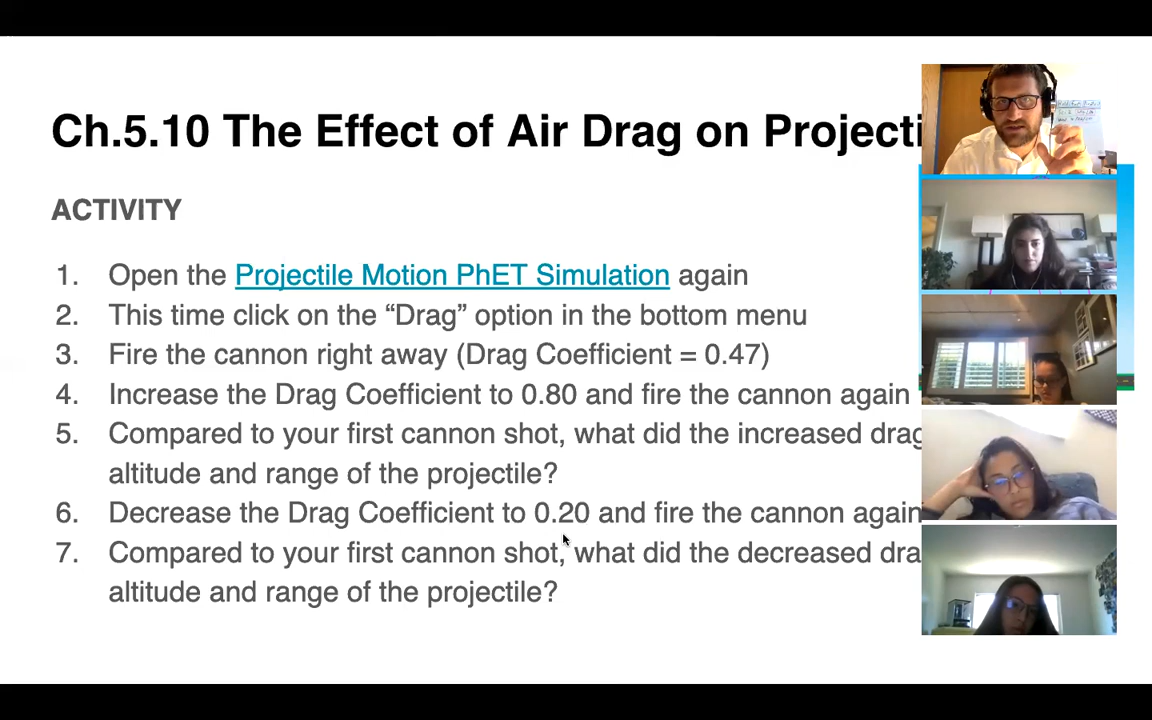 Ch.5.10 The Effect of Air Drag on Projecti
ACTIVITY
1. Open the Projectile Motion PhET Simulation again
2. This time click on the “Drag” option in the bottom menu
3. Fire the cannon right away (Drag Coefficient = 0.47)
4. Increase the Drag Coefficient to 0.80 and fire the cannon again
5. Compared to your first cannon shot, what did the increased drag
altitude and range of the projectile?
6. Decrease the Drag Coefficient to 0.20 and fire the cannon again
7. Compared to your first cannon shot, what did the decreased dra
altitude and range of the projectile?